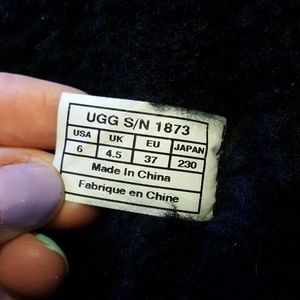 UGG S/N 1873
USA UK EU JAPAN
6 4.5 37 230
Made In China
Fabrique en Chine